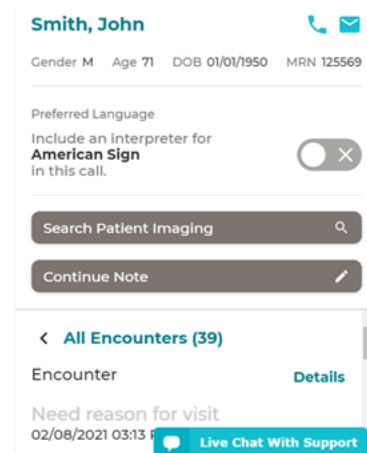 Smith, John
Gender M Age 71 DOB 01/01/1950 MRN 125569
Preferred Language
Include an interpreter for
American Sign
in this call.
Search Patient Imaging
Continue Note
All Encounters (39)
Encounter Details
Need reason for visit
02/08/2021 03:13
Live Chat With Support